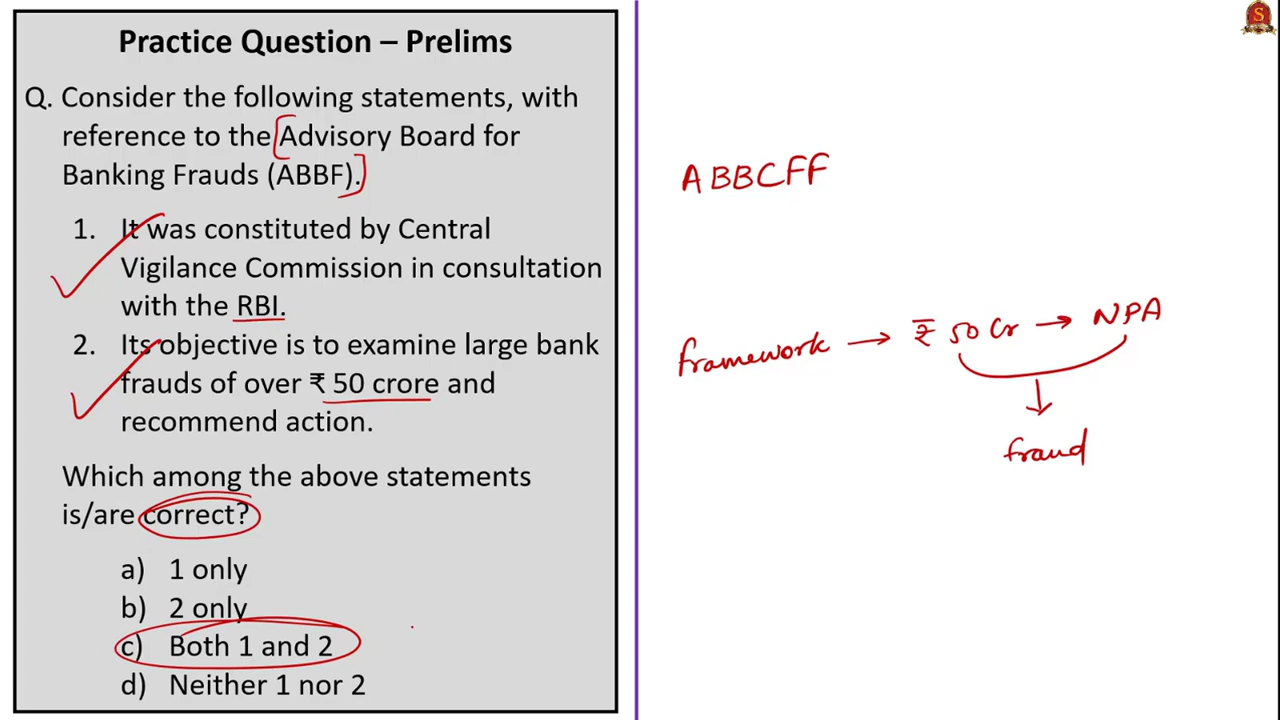 Practice Question – Prelims
Q. Consider the following statements, with
reference to the Advisory Board for
Banking Frauds (ABBF).
1. It was constituted by Central
Vigilance Commission in consultation
with the RBI.
2. Its objective is to examine large bank
frauds of over ₹ 50 crore and
recommend action.
Which among the above statements
is/are correct?
a) 1 only
b) 2 only
c) Both 1 and 2
d) Neither 1 nor 2
ABBCFF
framework → ₹ 50 Cr → NPA
fraud
S